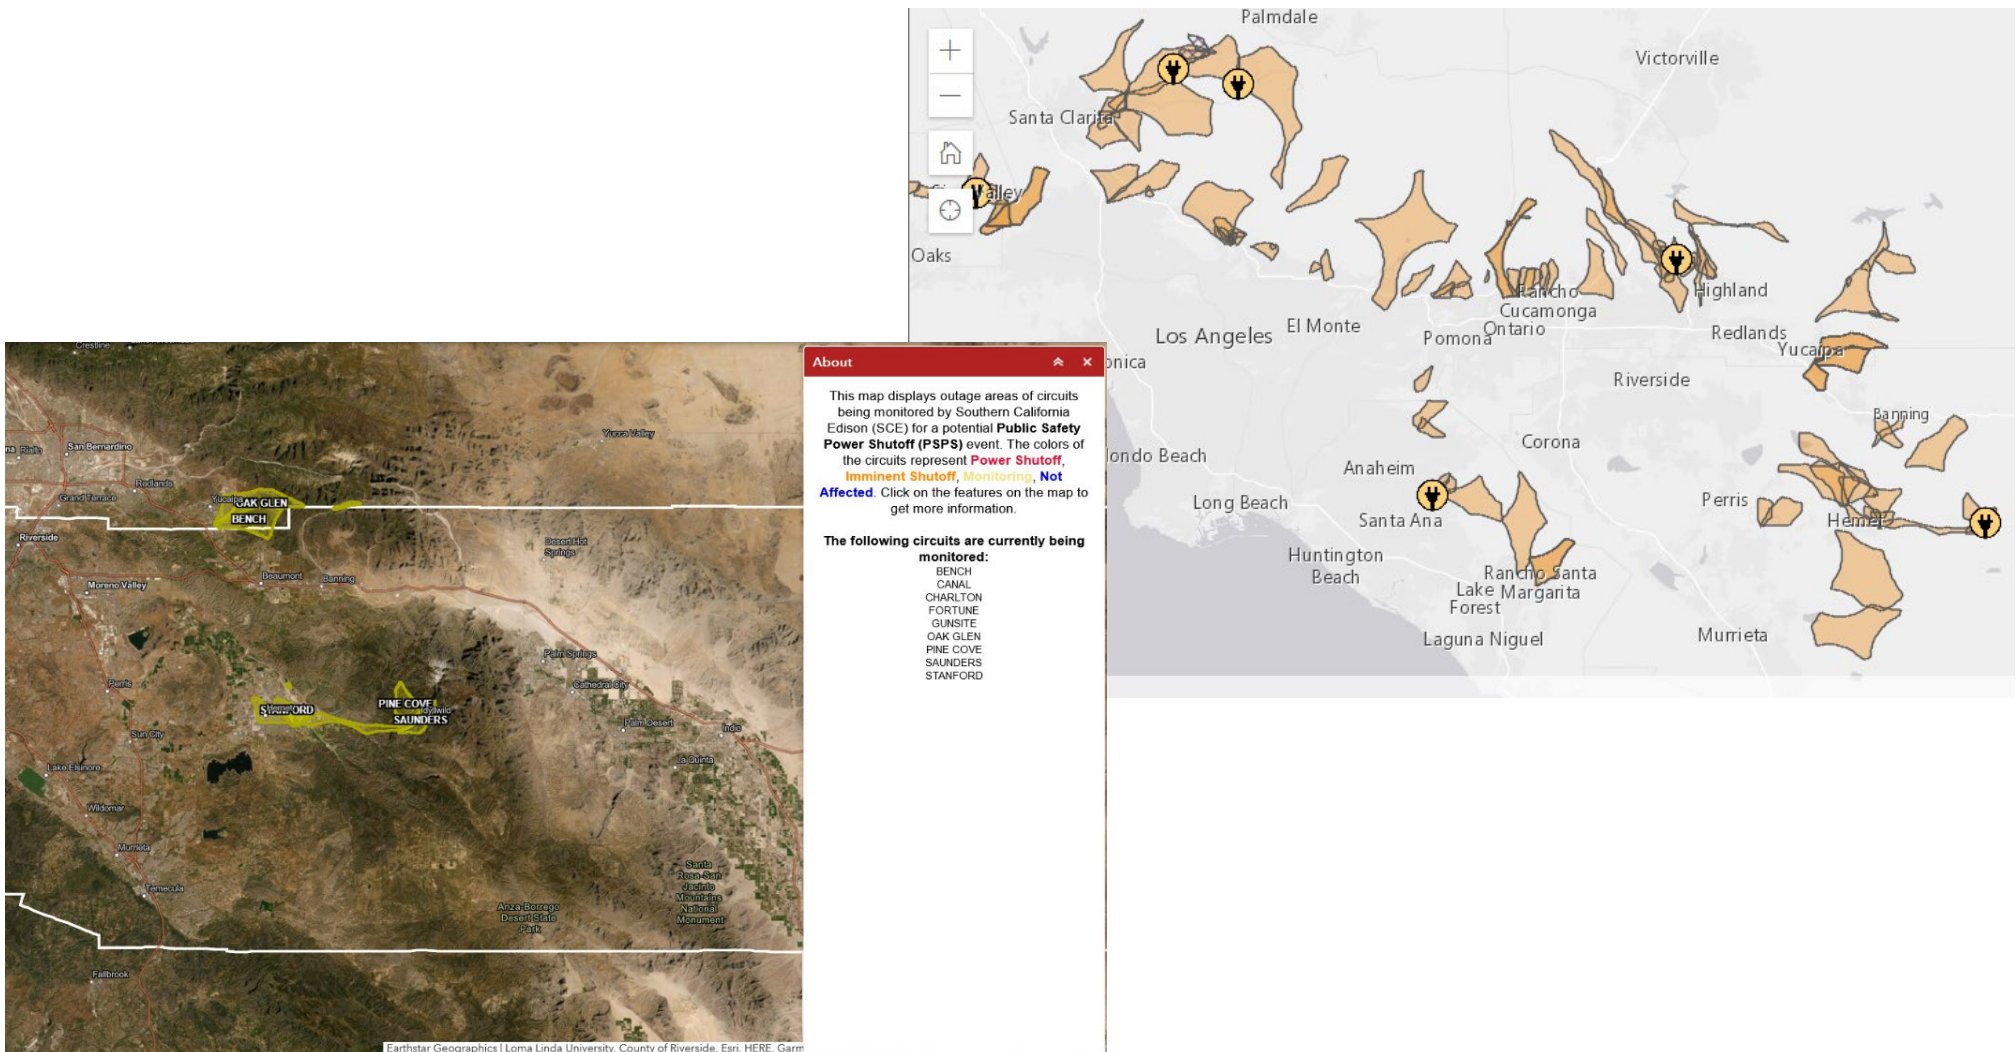 Palmdale
Victorville
Santa Clarita
Valley
Oaks
Highland
Rancho
Cucamonga
Ontario
Los Angeles
El Monte
Pomona
Redlands
Yucaipa
Riverside
Banning
Corona
Anaheim
Perris
Long Beach
Santa Ana
Hemet
Huntington
Beach
Rancho Santa
Margarita
Lake
Forest
Laguna Niguel
Murrieta
onica
ondo Beach
Crestline
Rialto
San Bernardino
Yucca Valley
Redlands
Grand Terrace
Yucaipa
OAK GLEN
BENCH
Riverside
Desert Hot
Springs
Moreno Valley
Beaumont
Banning
Palm Springs
Cathedral City
Perris
PINE COVE
Idyllwild
SAUNDERS
STANFORD
Hemet
Palm Desert
Indio
Sun City
La Quinta
Lake Elsinore
Wildomar
Murrieta
Temecula
Santa
Rosa-San
Jacinto
Mountains
National
Monument
Anza-Borrego
Desert State
Park
Fallbrook
Earthstar Geographics | Loma Linda University, County of Riverside, Esri, HERE, Garm
About
This map displays outage areas of circuits
being monitored by Southern California
Edison (SCE) for a potential Public Safety
Power Shutoff (PSPS) event. The colors of
the circuits represent Power Shutoff,
Imminent Shutoff, Monitoring, Not
Affected. Click on the features on the map to
get more information.
The following circuits are currently being
monitored:
BENCH
CANAL
CHARLTON
FORTUNE
GUNSITE
OAK GLEN
PINE COVE
SAUNDERS
STANFORD